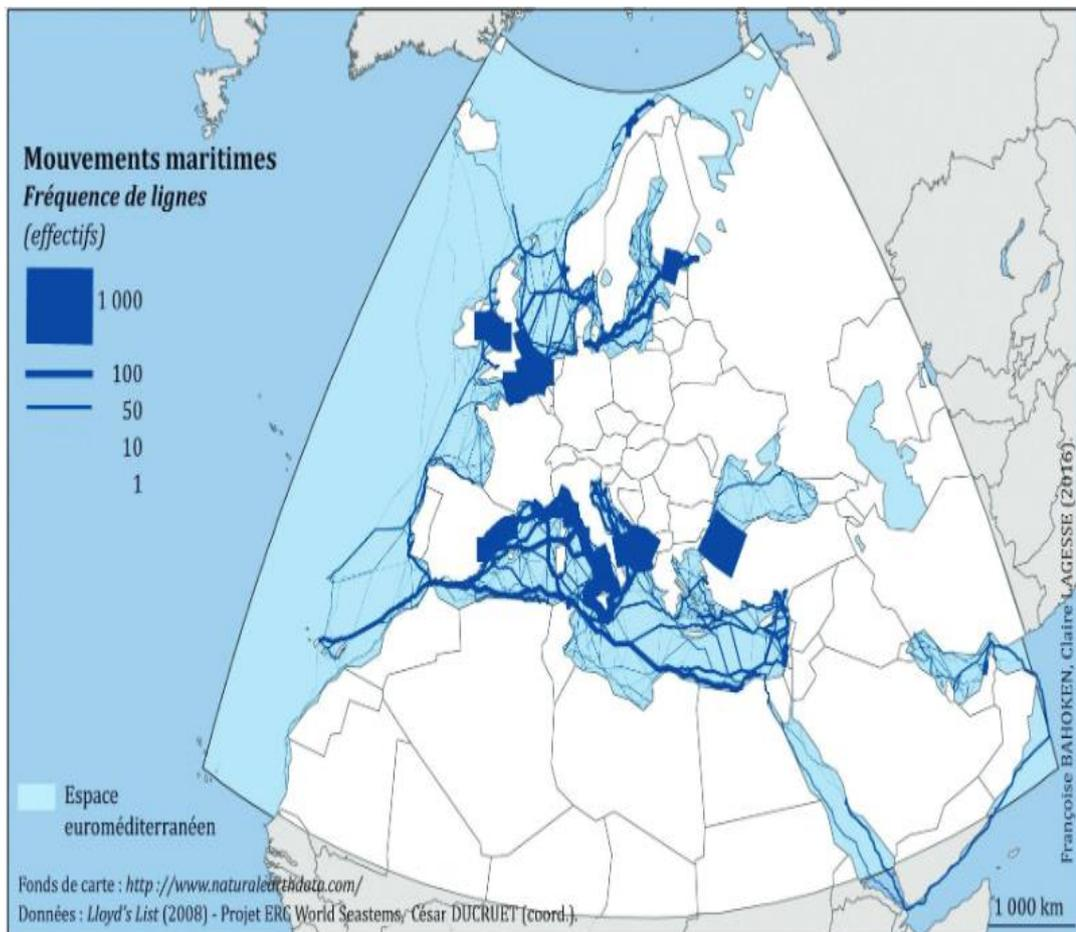 Mouvements maritimes
Fréquence de lignes
(effectifs)
1 000
100
50
10
1
Espace
euroméditerranéen
Fonds de carte : http ://www.naturalearthdata.com/
Données : Lloyd's List (2008) - Projet ERC World Seastems, César DUCRUET (coord.).
1 000 km
Françoise BAHOKEN, Claire LAGESSE (2016).